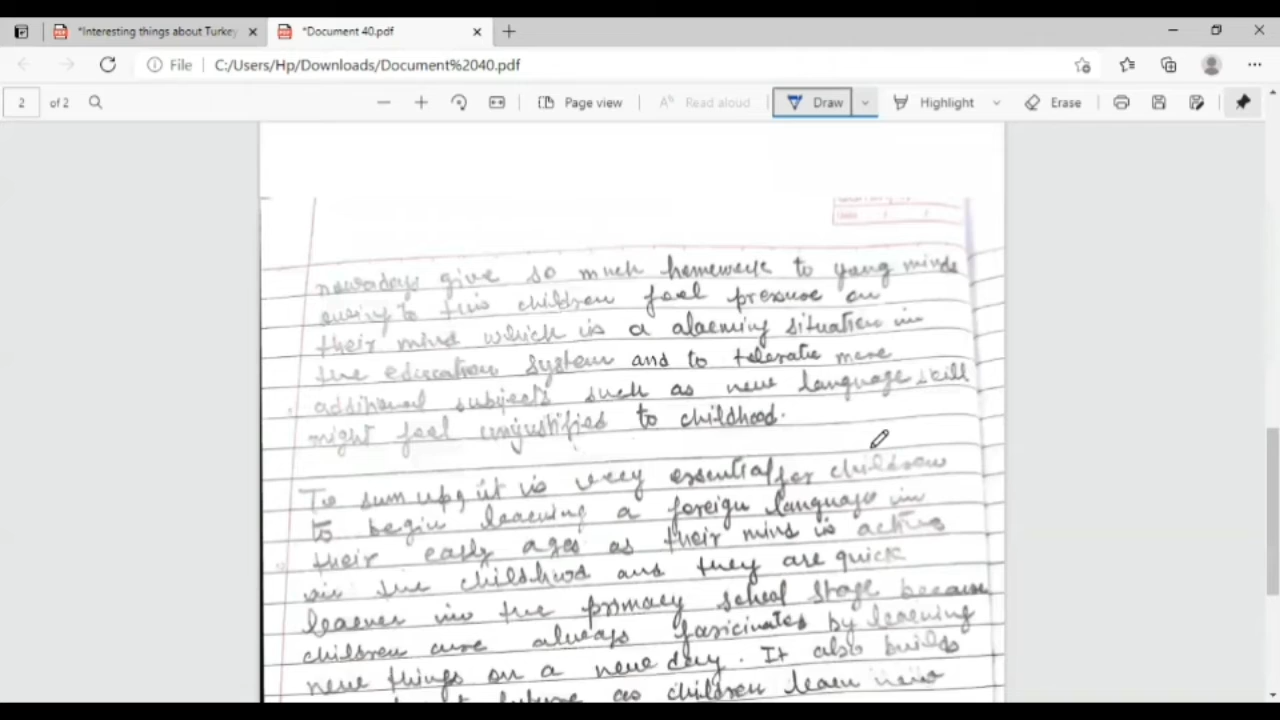 *Interesting things about Turkey
*Document 40.pdf
File C:/Users/Hp/Downloads/Document%2040.pdf
2 of 2 Page view Read aloud Draw Highlight Erase
nowadays give so much homework to young minds
owing to this children feel pressure on
their mind which is a alarming situation in
the education system and to tolerate more
additional subjects such as new language skill
might feel unjustified to childhood.
To sum up, it is very essential for children
to begin learning a foreign language in
their early ages as their mind is active
in the childhood and they are quick
learner in the primary school stage because
children are always fasicinates by learning
new things on a new day. It also builds
future as children learn new